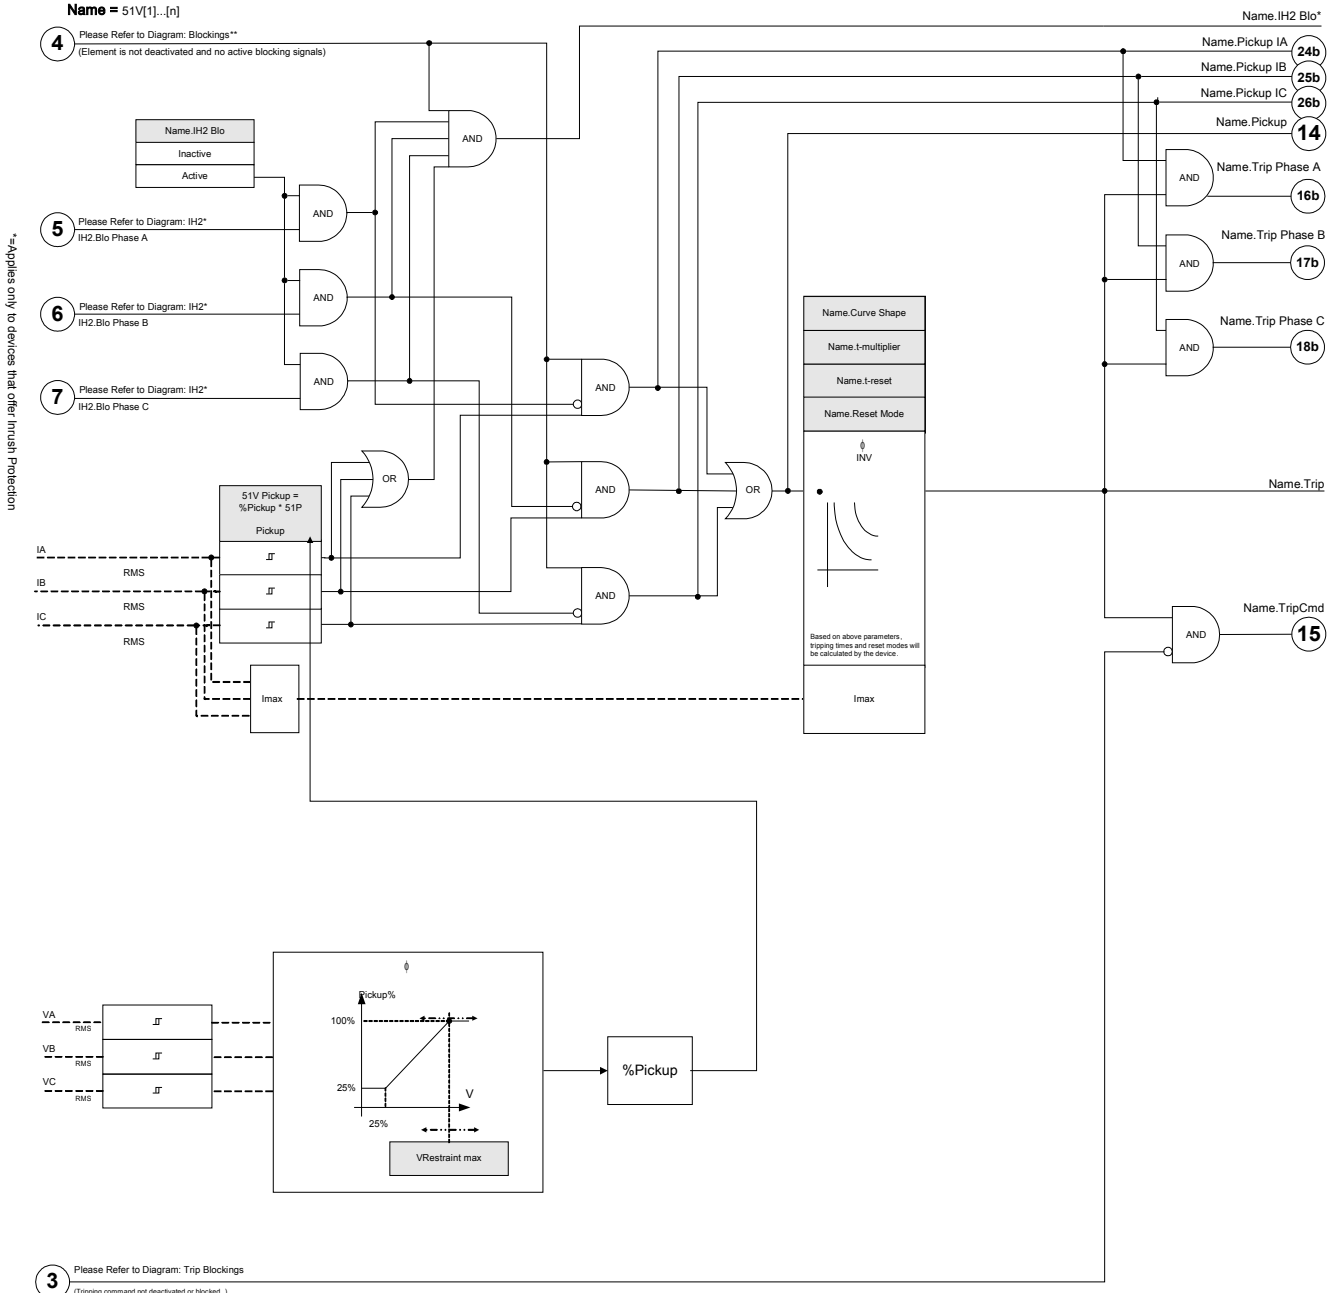 Name = 51V[1]...[n]
4
Please Refer to Diagram: Blockings**
(Element is not deactivated and no active blocking signals)
Name.IH2 Blo*
Name.Pickup IA
24b
Name.Pickup IB
25b
Name.Pickup IC
26b
Name.Pickup
14
AND
Name.IH2 Blo
Inactive
Active
AND
Name.Trip Phase A
16b
5
Please Refer to Diagram: IH2*
IH2.Blo Phase A
AND
AND
Name.Trip Phase B
17b
6
Please Refer to Diagram: IH2*
IH2.Blo Phase B
AND
AND
Name.Trip Phase C
18b
7
Please Refer to Diagram: IH2*
IH2.Blo Phase C
AND
*=Applies only to devices that offer Inrush Protection
AND
AND
AND
OR
OR
Name.Curve Shape
Name.t-multiplier
Name.t-reset
Name.Reset Mode
ϕ
INV
Based on above parameters,
tripping times and reset modes will
be calculated by the device.
Imax
Name.Trip
51V Pickup =
%Pickup * 51P
Pickup
IA
RMS
IB
RMS
IC
RMS
Imax
Name.TripCmd
AND
15
ϕ
Pickup%
100%
25%
V
25%
VRestraint max
VA
RMS
VB
RMS
VC
RMS
%Pickup
3
Please Refer to Diagram: Trip Blockings
(Tripping command not deactivated or blocked. )